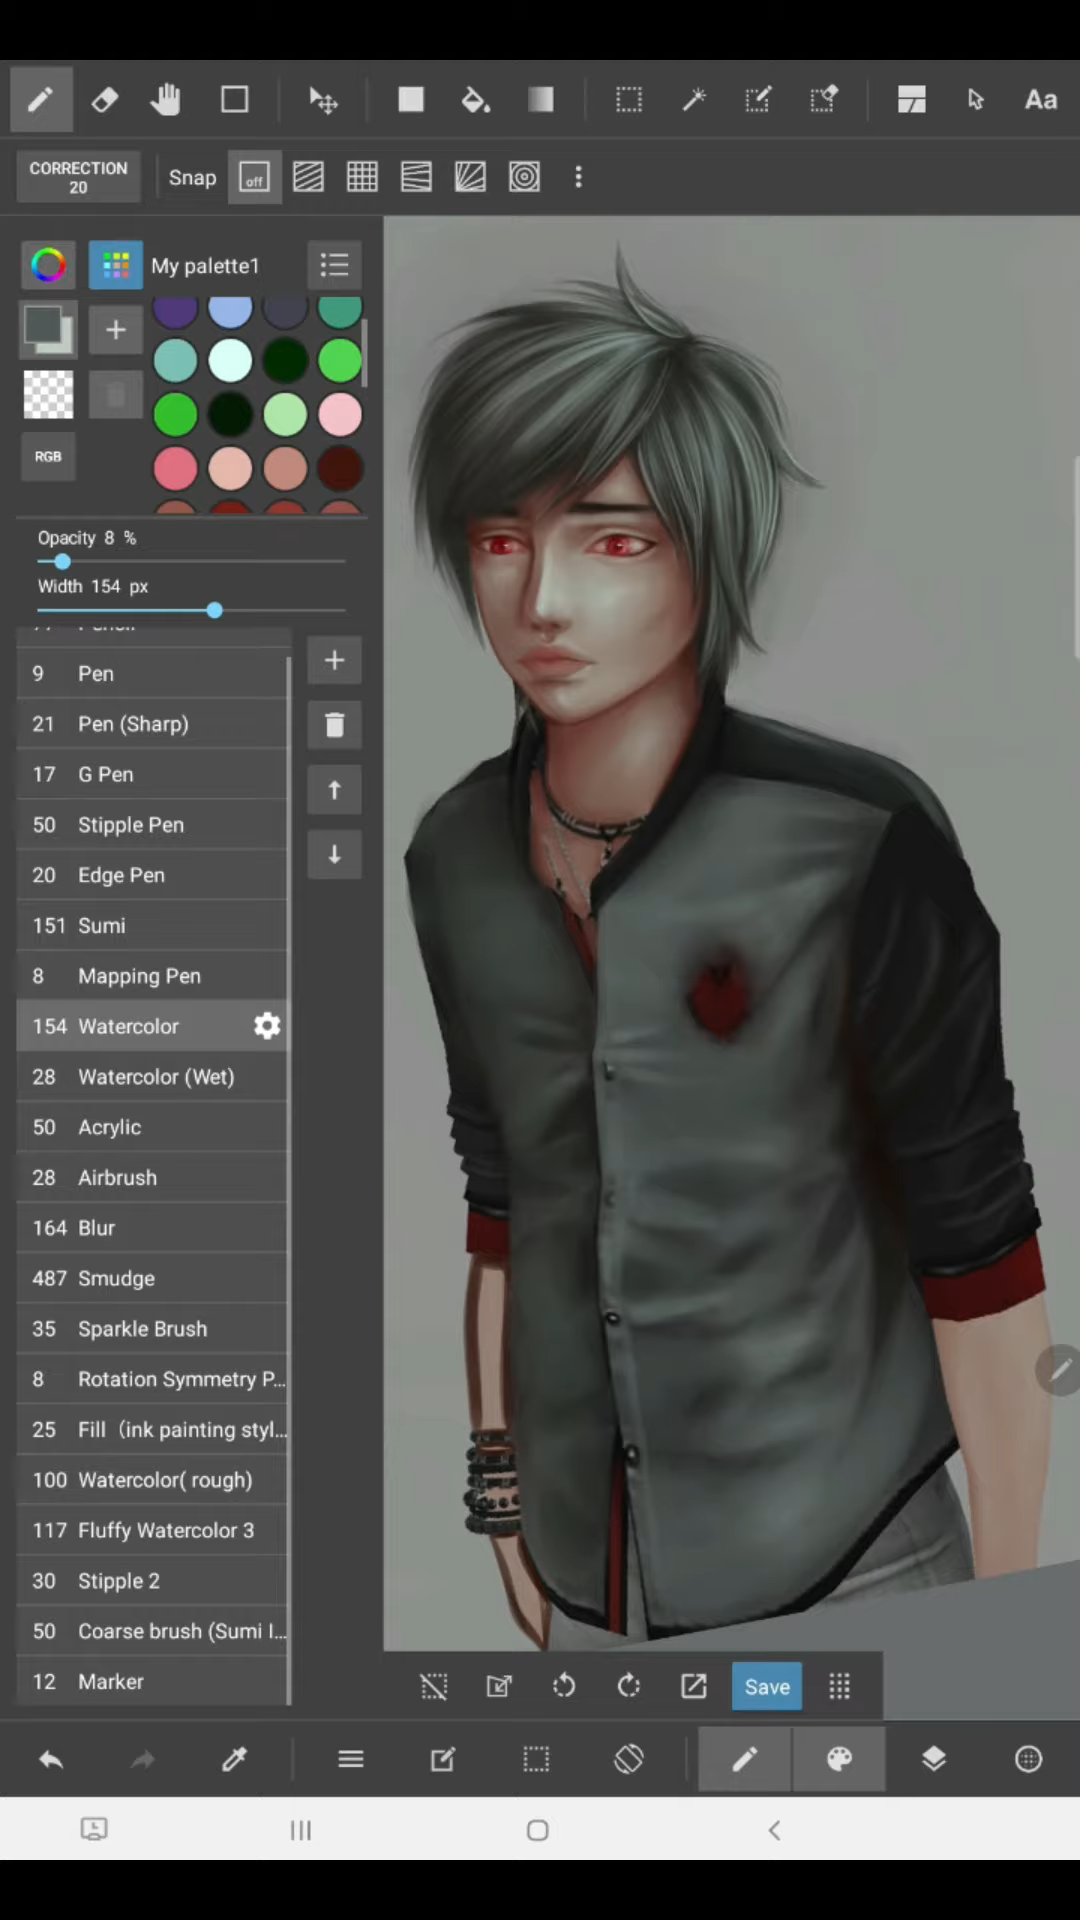 Aa
CORRECTION
20
Snap
off
My palette1
RGB
Opacity 8 %
Width 154 px
9 Pen
21 Pen (Sharp)
17 G Pen
50 Stipple Pen
20 Edge Pen
151 Sumi
8 Mapping Pen
154 Watercolor
28 Watercolor (Wet)
50 Acrylic
28 Airbrush
164 Blur
487 Smudge
35 Sparkle Brush
8 Rotation Symmetry P...
25 Fill（ink painting styl...
100 Watercolor( rough)
117 Fluffy Watercolor 3
30 Stipple 2
50 Coarse brush (Sumi I...
12 Marker
Save